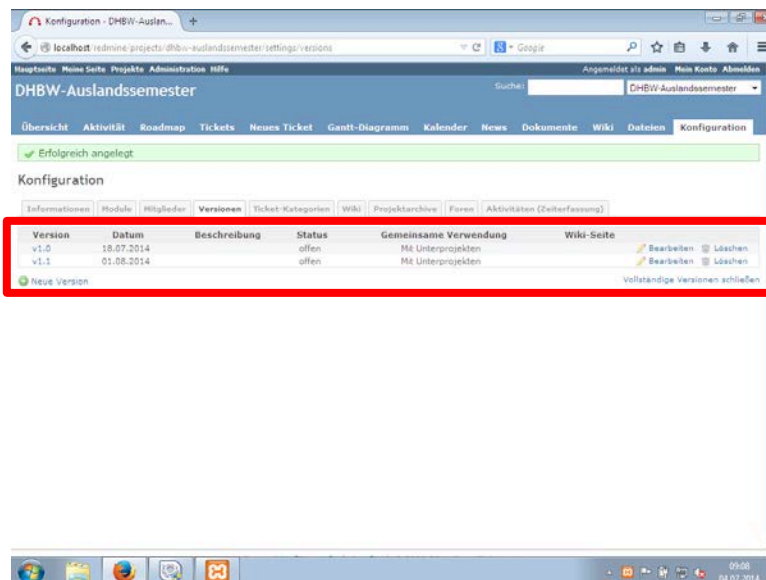 Konfiguration - DHBW-Auslan...
localhost/redmine/projects/dhbw-auslandssemester/settings/versions
Google
Hauptseite Meine Seite Projekte Administration Hilfe
Angemeldet als admin Mein Konto Abmelden
DHBW-Auslandssemester
Suche:
DHBW-Auslandssemester
Übersicht Aktivität Roadmap Tickets Neues Ticket Gantt-Diagramm Kalender News Dokumente Wiki Dateien Konfiguration
Erfolgreich angelegt
Konfiguration
Informationen Module Mitglieder Versionen Ticket-Kategorien Wiki Projektarchive Foren Aktivitäten (Zeiterfassung)
Version Datum Beschreibung Status Gemeinsame Verwendung Wiki-Seite
v1.0 18.07.2014 offen Mit Unterprojekten Bearbeiten Löschen
v1.1 01.08.2014 offen Mit Unterprojekten Bearbeiten Löschen
Neue Version
Vollständige Versionen schließen
09:08
04.07.2014